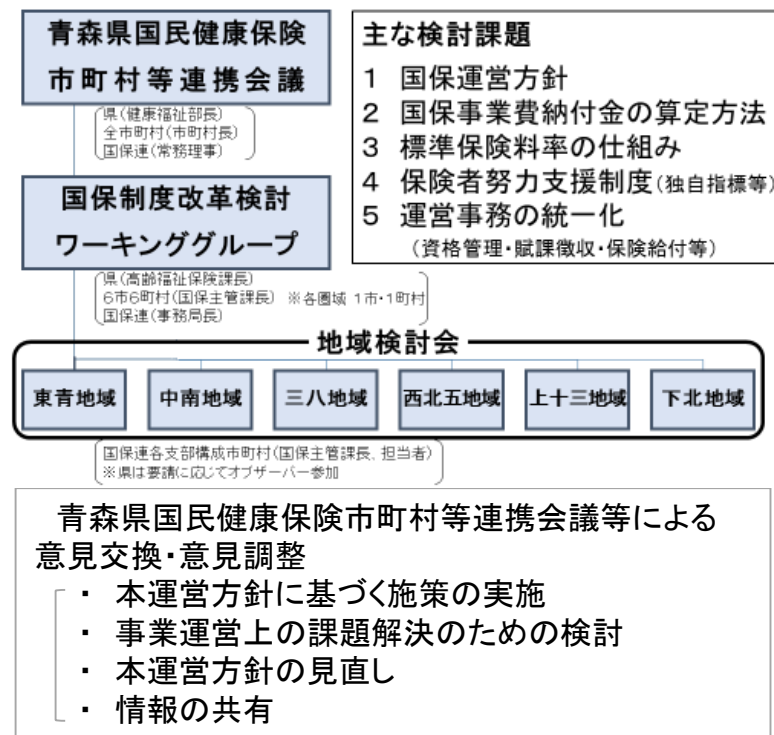 青森県国民健康保険
市町村等連携会議
県(健康福祉部長)
全市町村(市町村長)
国保連(常務理事)
国保制度改革検討
ワーキンググループ
県(高齢福祉保険課長)
6市6町村(国保主管課長) ※各圏域 1市・1町村
国保連(事務局長)
主な検討課題
1 国保運営方針
2 国保事業費納付金の算定方法
3 標準保険料率の仕組み
4 保険者努力支援制度(独自指標等)
5 運営事務の統一化
(資格管理・賦課徴収・保険給付等)
地域検討会
東青地域
中南地域
三八地域
西北五地域
上十三地域
下北地域
国保連各支部構成市町村(国保主管課長、担当者)
※県は要請に応じてオブザーバー参加
青森県国民健康保険市町村等連携会議等による
意見交換・意見調整
・ 本運営方針に基づく施策の実施
・ 事業運営上の課題解決のための検討
・ 本運営方針の見直し
・ 情報の共有